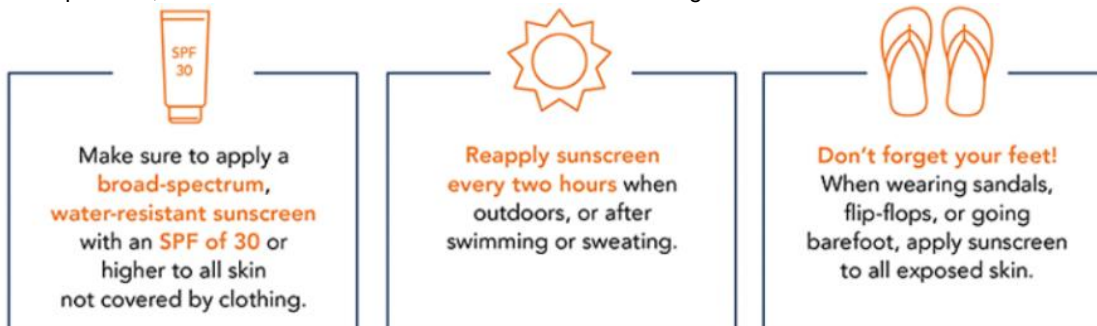 SPF
30
Make sure to apply a
broad-spectrum,
water-resistant sunscreen
with an SPF of 30 or
higher to all skin
not covered by clothing.
Reapply sunscreen
every two hours when
outdoors, or after
swimming or sweating.
Don't forget your feet!
When wearing sandals,
flip-flops, or going
barefoot, apply sunscreen
to all exposed skin.